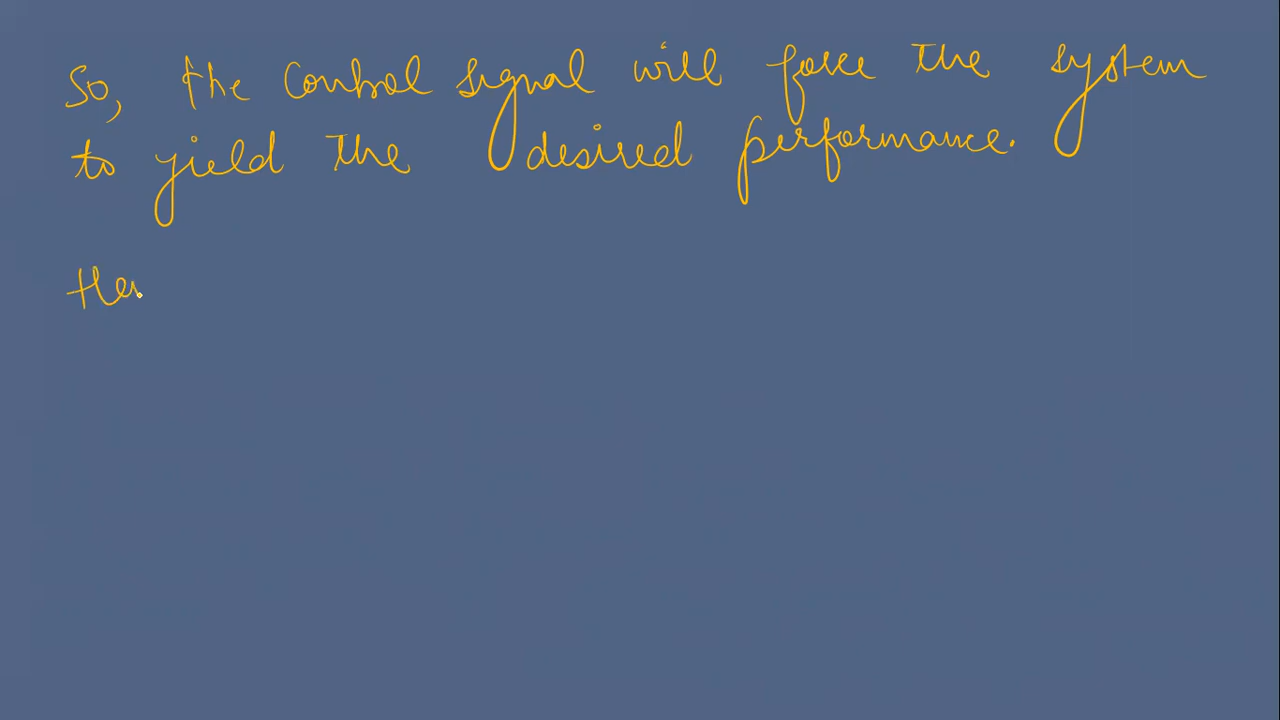 So, the control signal will force the system
to yield the desired performance.